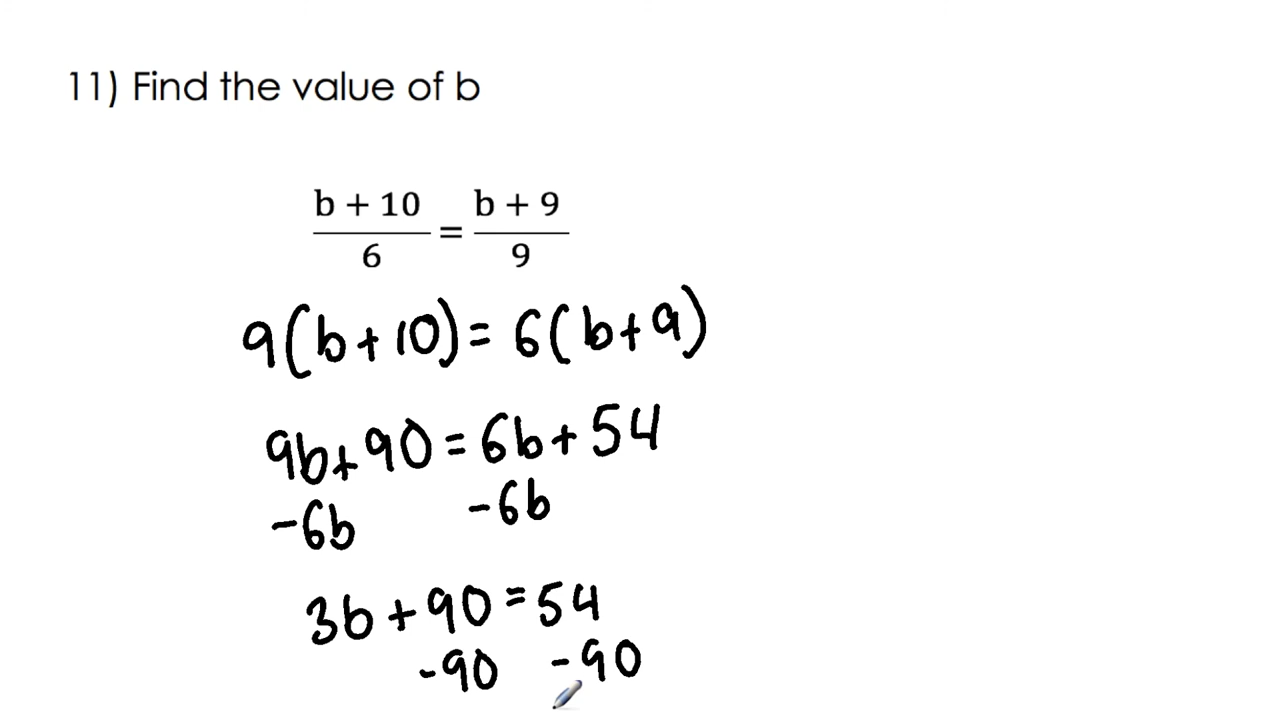 11) Find the value of b
b + 10 b + 9
= 
6 9
9(b+10)= 6(b+9)
9b+90=6b+54
-6b -6b
3b+90=54
-90 -90